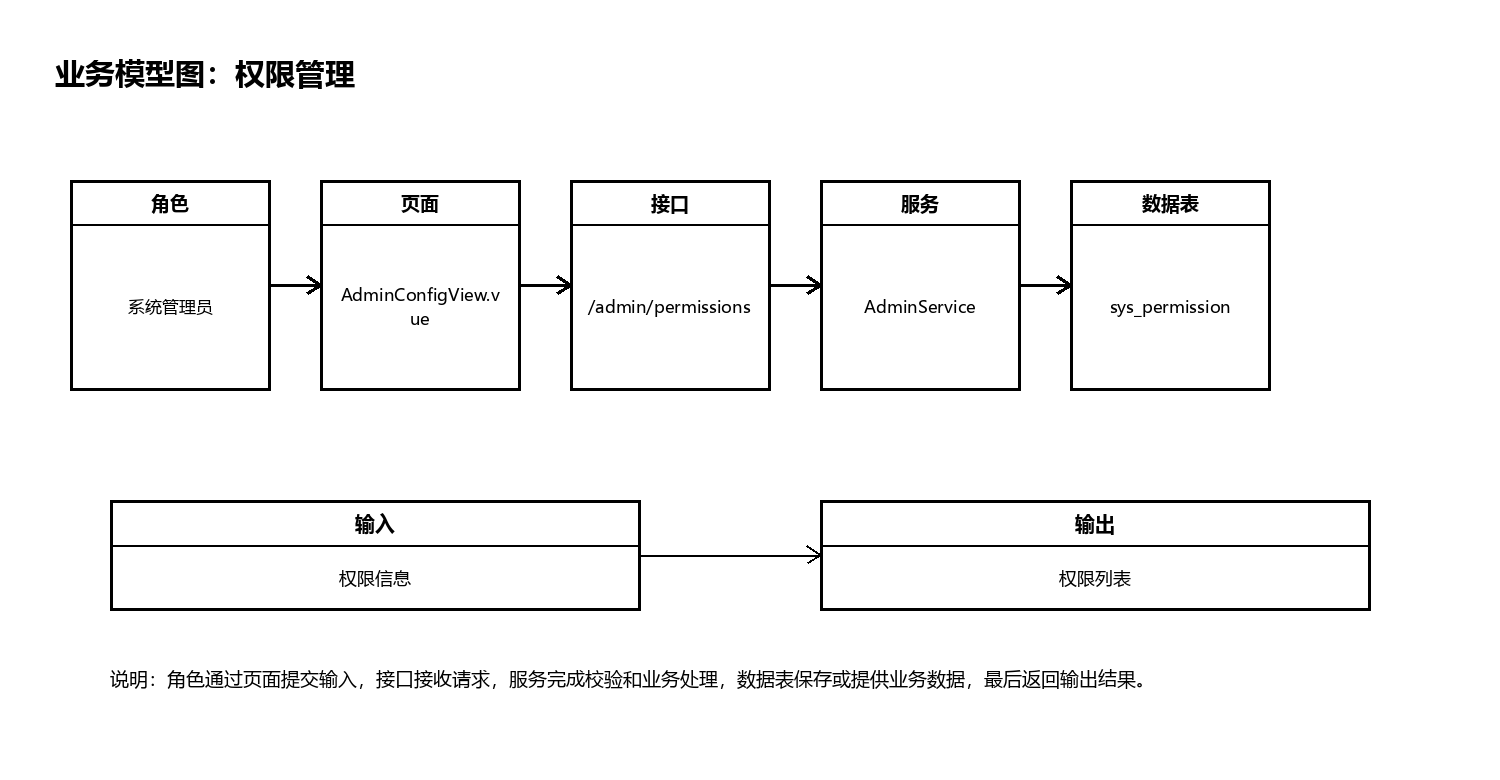 业务模型图：权限管理
角色
页面
接口
服务
数据表
系统管理员
AdminConfigView.v
ue
/admin/permissions
AdminService
sys_permission
输入
输出
权限信息
权限列表
说明：角色通过页面提交输入，接口接收请求，服务完成校验和业务处理，数据表保存或提供业务数据，最后返回输出结果。